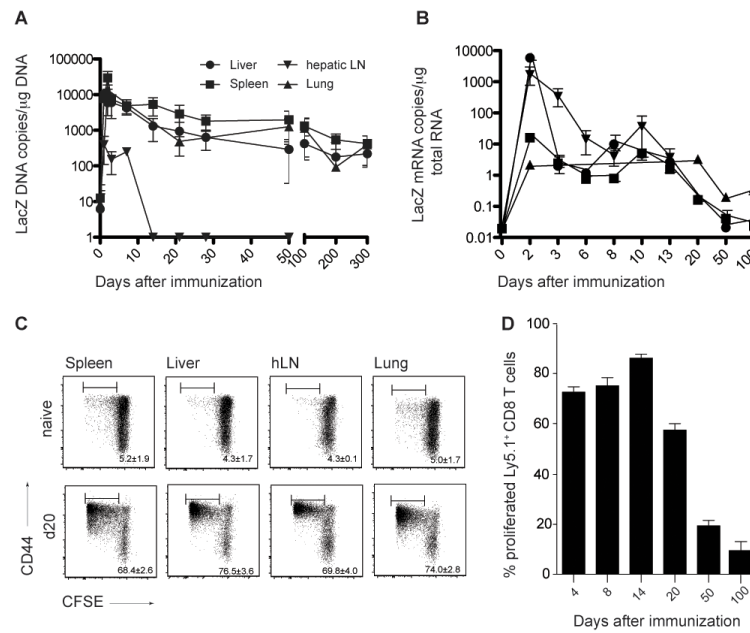 A
LacZ DNA copies/µg DNA
100000
10000
1000
100
10
1
Liver
Spleen
hepatic LN
Lung
0 10 20 30 40 50 100 200 300
Days after immunization
B
LacZ mRNA copies/µg
total RNA
10000
1000
100
10
1
0.1
0.01
0 2 3 6 8 10 13 20 50 100
Days after immunization
C
Spleen Liver hLN Lung
naive
5.2±1.9 4.3±1.7 4.3±0.1 5.0±1.7
d20
68.4±2.6 76.5±3.6 69.8±4.0 74.0±2.8
CD44
CFSE
D
% proliferated Ly5.1⁺ CD8 T cells
100
80
60
40
20
0
4 8 14 20 50 100
Days after immunization